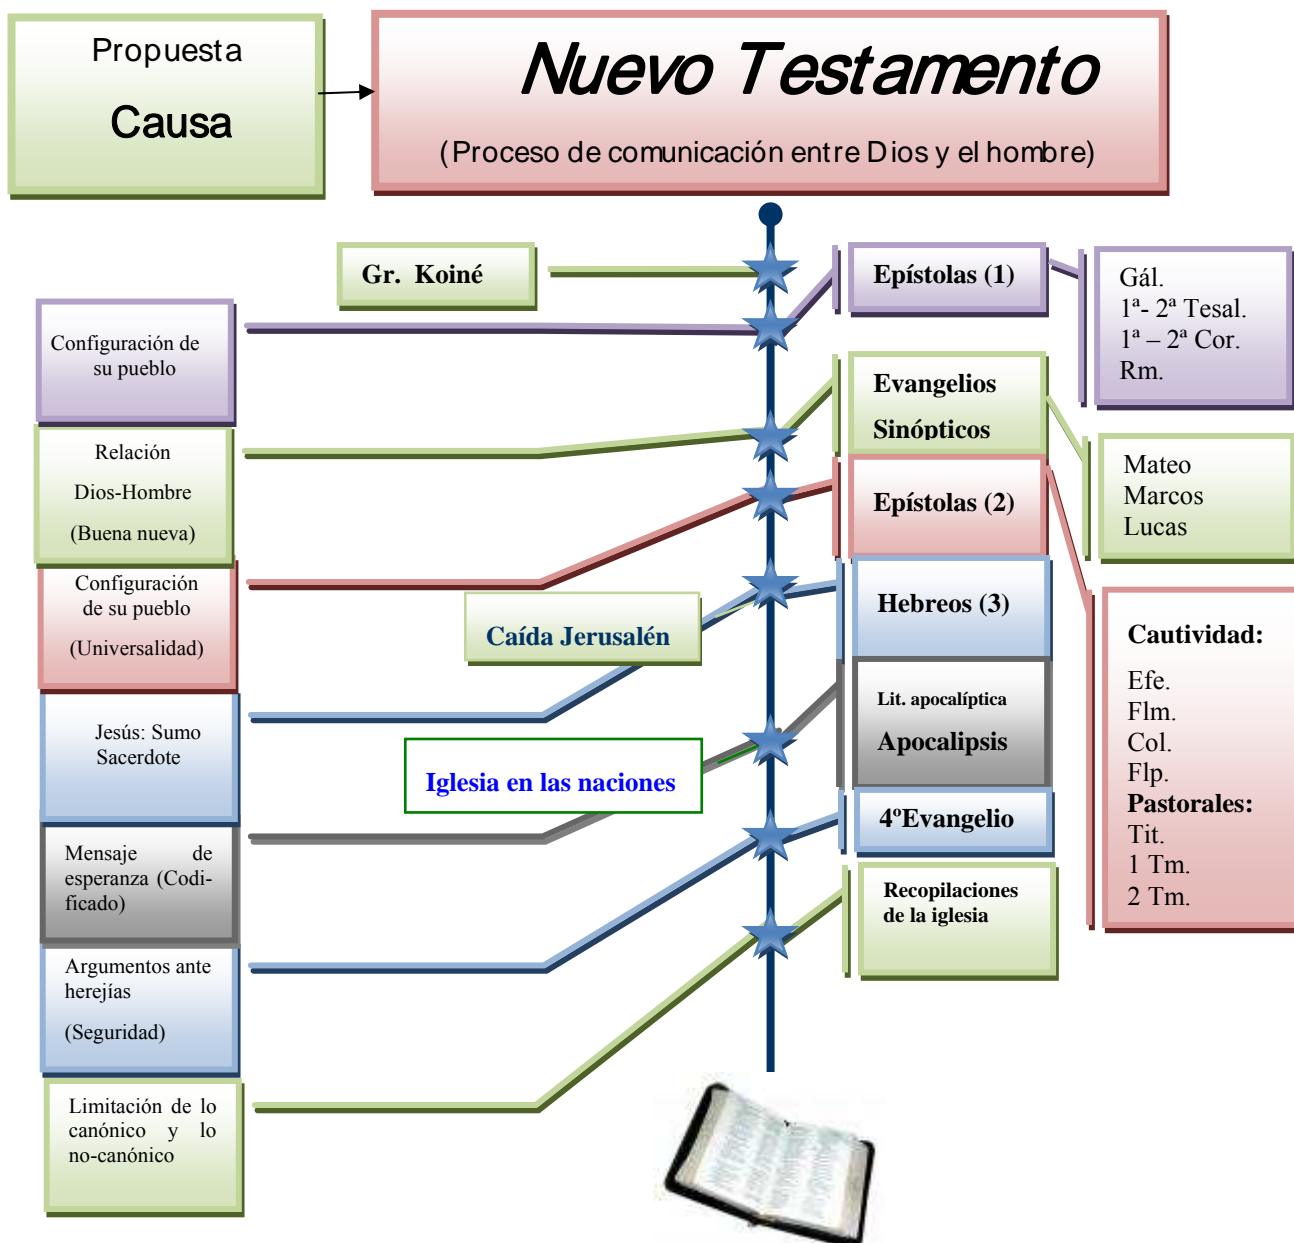 Propuesta
Causa
Nuevo Testamento
(Proceso de comunicación entre Dios y el hombre)
Gr. Koiné
Epístolas (1)
Gál.
1ª- 2ª Tesal.
1ª – 2ª Cor.
Rm.
Configuración de
su pueblo
Evangelios
Sinópticos
Mateo
Marcos
Lucas
Relación
Dios-Hombre
(Buena nueva)
Epístolas (2)
Cautividad:
Efe.
Flm.
Col.
Flp.
Pastorales:
Tit.
1 Tm.
2 Tm.
Configuración
de su pueblo
(Universalidad)
Caída Jerusalén
Hebreos (3)
Jesús: Sumo
Sacerdote
Iglesia en las naciones
Lit. apocalíptica
Apocalipsis
Mensaje de
esperanza (Codi-
ficado)
4ºEvangelio
Argumentos ante
herejías
(Seguridad)
Recopilaciones
de la iglesia
Limitación de lo
canónico y lo
no-canónico